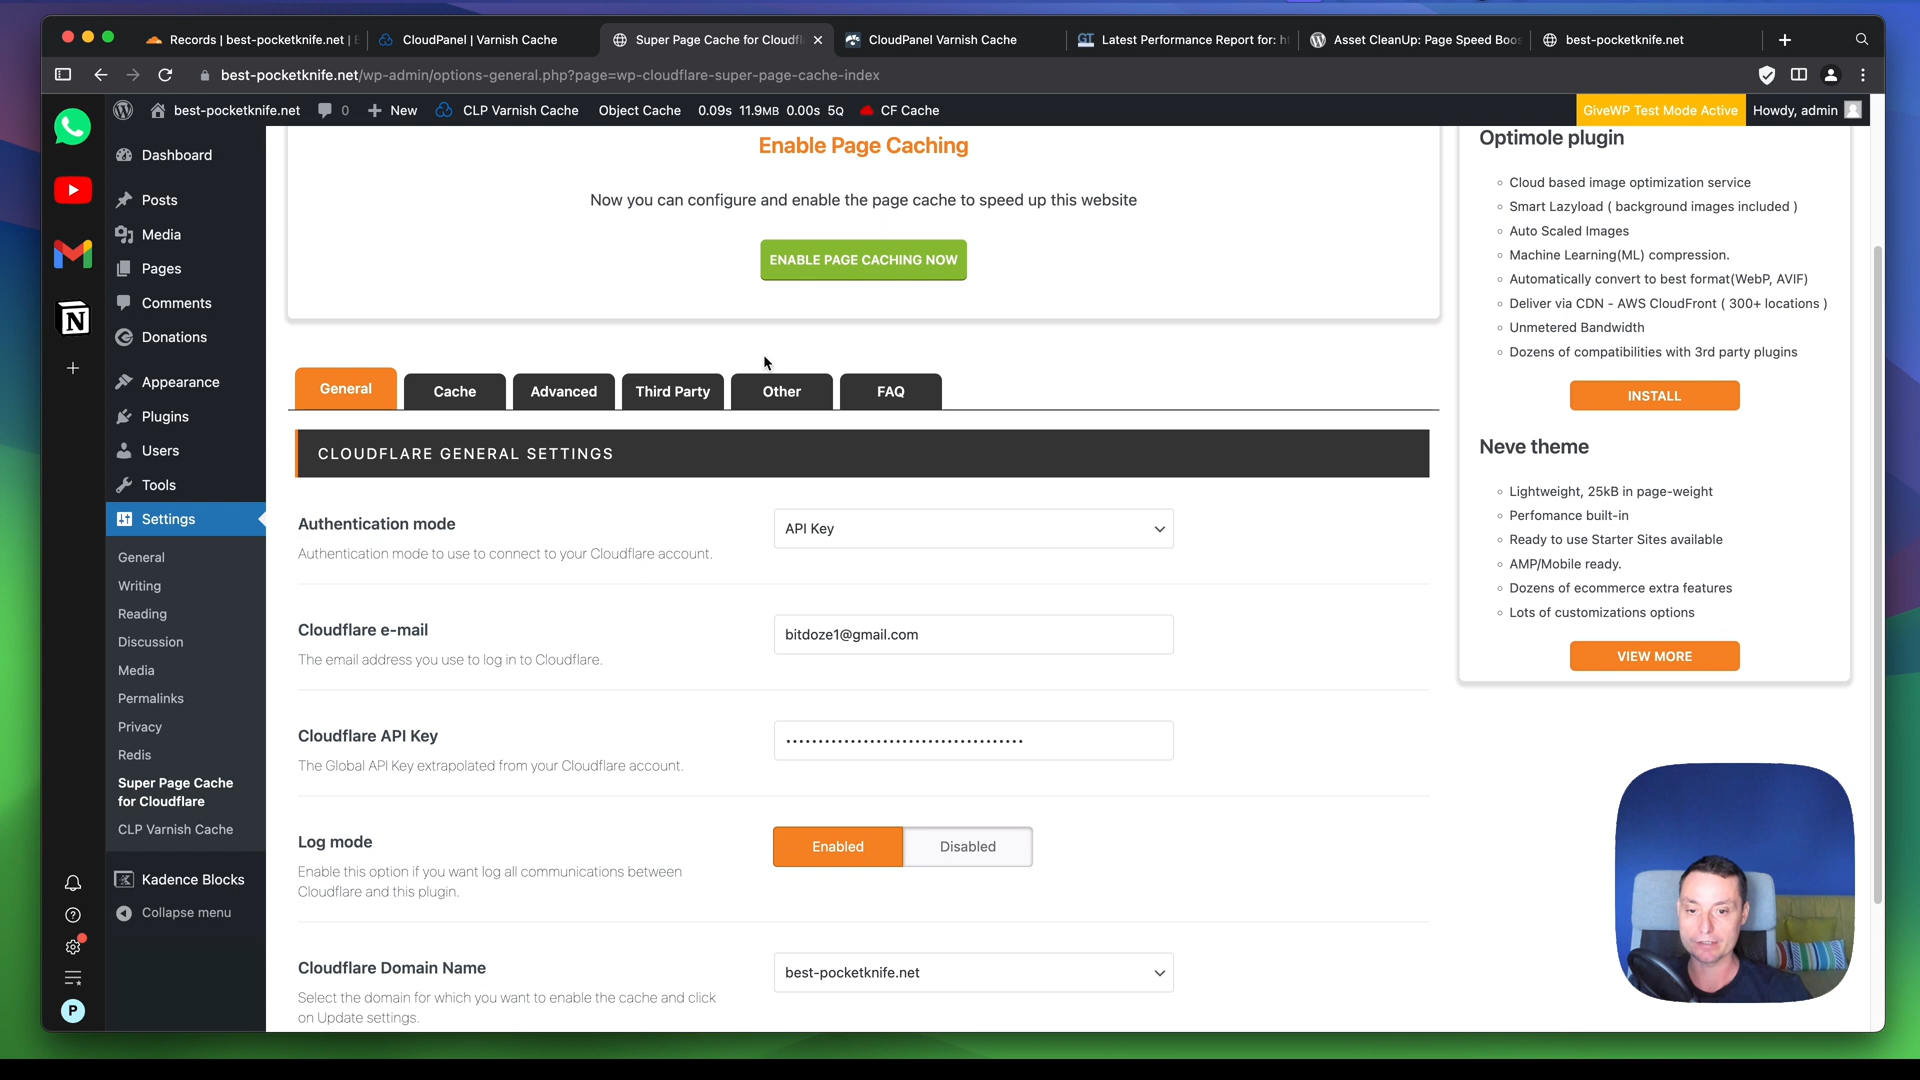 Records | best-pocketknife.net |
CloudPanel | Varnish Cache
Super Page Cache for Cloudfl
CloudPanel Varnish Cache
GT
Latest Performance Report for: h
Asset CleanUp: Page Speed Boos
best-pocketknife.net
best-pocketknife.net/wp-admin/options-general.php?page=wp-cloudflare-super-page-cache-index
best-pocketknife.net
0
New
CLP Varnish Cache
Object Cache
0.09s 11.9MB 0.00s 5Q
CF Cache
GiveWP Test Mode Active
Howdy, admin
Dashboard
Posts
Media
Pages
Comments
Donations
Appearance
Plugins
Users
Tools
Settings
General
Writing
Reading
Discussion
Media
Permalinks
Privacy
Redis
Super Page Cache
for Cloudflare
CLP Varnish Cache
Kadence Blocks
Collapse menu
N
P
Enable Page Caching
Now you can configure and enable the page cache to speed up this website
ENABLE PAGE CACHING NOW
General
Cache
Advanced
Third Party
Other
FAQ
CLOUDFLARE GENERAL SETTINGS
Authentication mode
Authentication mode to use to connect to your Cloudflare account.
API Key
Cloudflare e-mail
The email address you use to log in to Cloudflare.
bitdoze1@gmail.com
Cloudflare API Key
The Global API Key extrapolated from your Cloudflare account.
Log mode
Enable this option if you want log all communications between
Cloudflare and this plugin.
Enabled
Disabled
Cloudflare Domain Name
Select the domain for which you want to enable the cache and click
on Update settings.
best-pocketknife.net
Optimole plugin
Cloud based image optimization service
Smart Lazyload ( background images included )
Auto Scaled Images
Machine Learning(ML) compression.
Automatically convert to best format(WebP, AVIF)
Deliver via CDN - AWS CloudFront ( 300+ locations )
Unmetered Bandwidth
Dozens of compatibilities with 3rd party plugins
INSTALL
Neve theme
Lightweight, 25kB in page-weight
Perfomance built-in
Ready to use Starter Sites available
AMP/Mobile ready.
Dozens of ecommerce extra features
Lots of customizations options
VIEW MORE